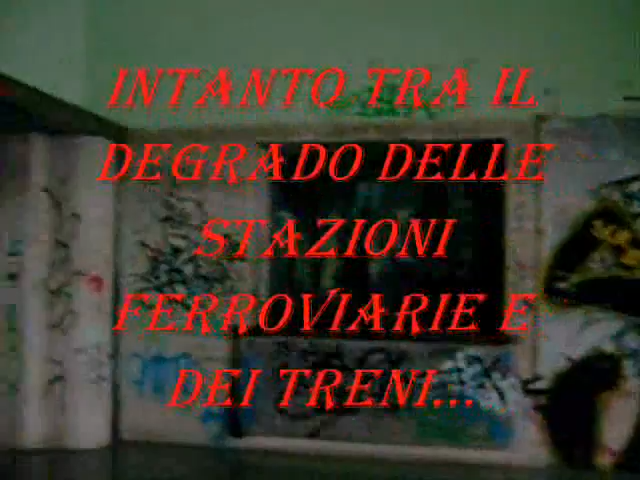 INTANTO TRA IL
DEGRADO DELLE
STAZIONI
FERROVIARIE E
DEI TRENI...